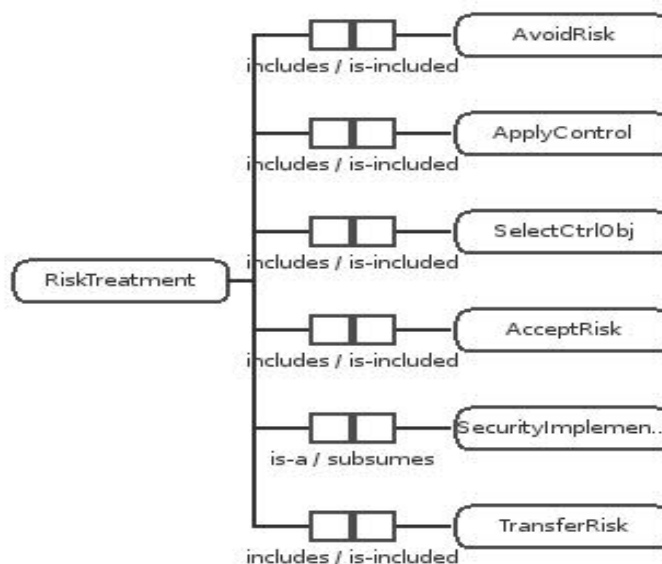 AvoidRisk
includes / is-included
ApplyControl
includes / is-included
SelectCtrlObj
includes / is-included
RiskTreatment
AcceptRisk
includes / is-included
SecurityImplemen..
is-a / subsumes
TransferRisk
includes / is-included